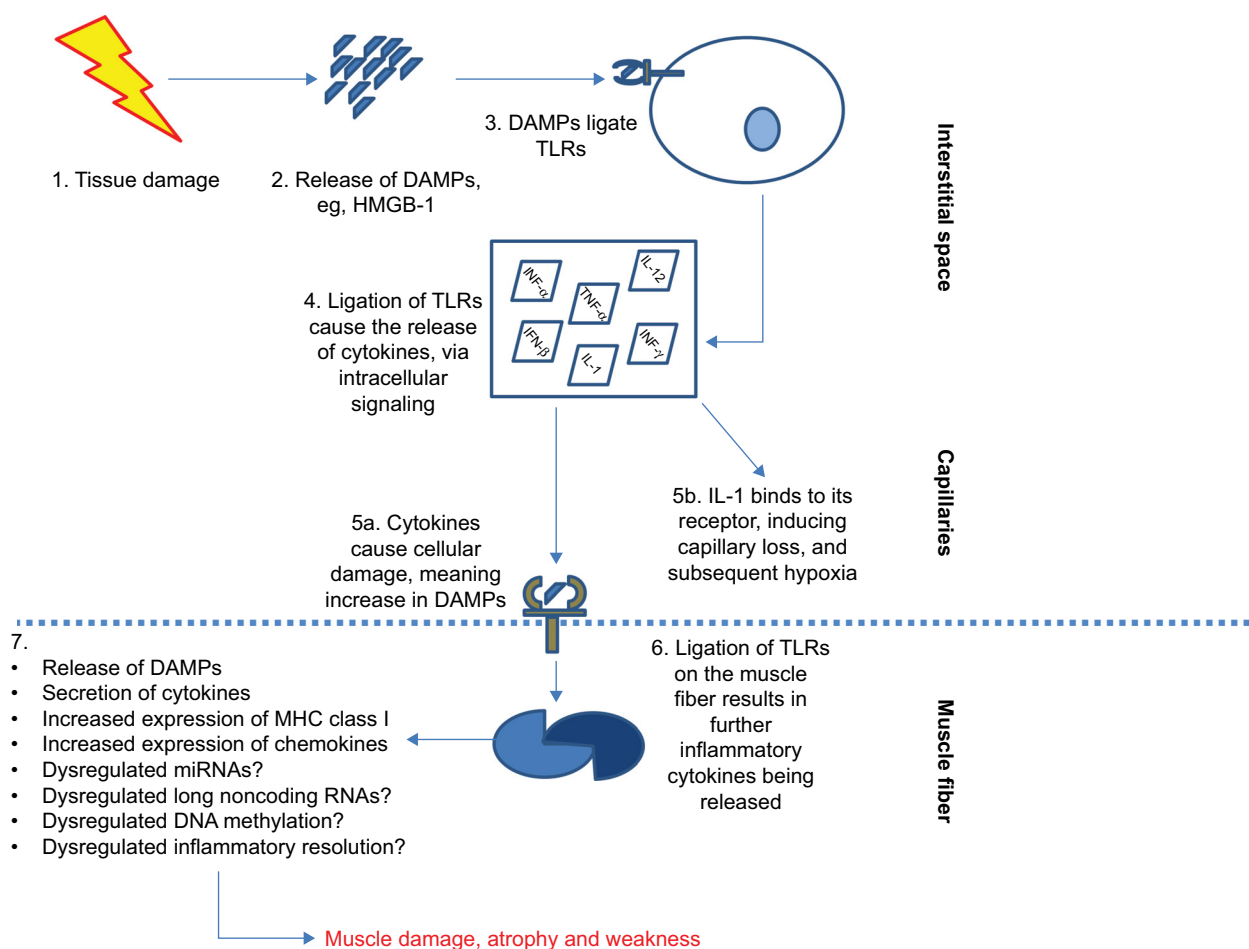 1. Tissue damage
2. Release of DAMPs,
eg, HMGB-1
3. DAMPs ligate
TLRs
Interstitial space
4. Ligation of TLRs
cause the release
of cytokines, via
intracellular
signaling
INF-α
TNF-α
IL-12
IFN-β
IL-1
INF-γ
Capillaries
5a. Cytokines
cause cellular
damage, meaning
increase in DAMPs
5b. IL-1 binds to its
receptor, inducing
capillary loss, and
subsequent hypoxia
6. Ligation of TLRs
on the muscle
fiber results in
further
inflammatory
cytokines being
released
Muscle fiber
7.
• Release of DAMPs
• Secretion of cytokines
• Increased expression of MHC class I
• Increased expression of chemokines
• Dysregulated miRNAs?
• Dysregulated long noncoding RNAs?
• Dysregulated DNA methylation?
• Dysregulated inflammatory resolution?
Muscle damage, atrophy and weakness